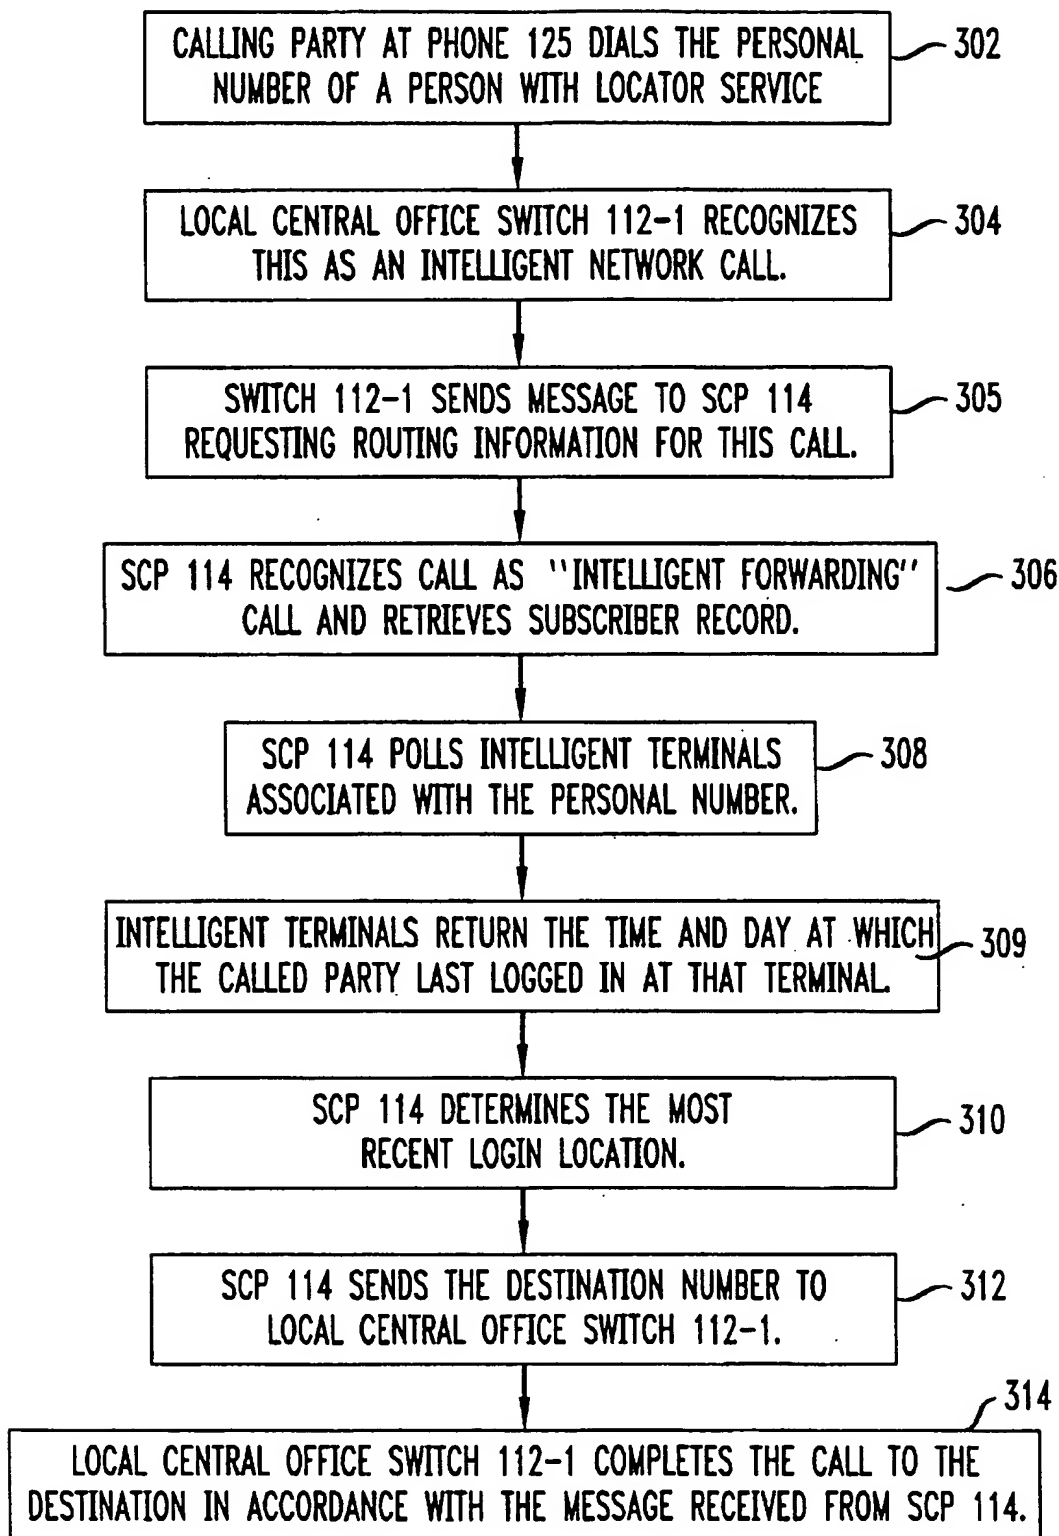 CALLING PARTY AT PHONE 125 DIALS THE PERSONAL
NUMBER OF A PERSON WITH LOCATOR SERVICE
302
LOCAL CENTRAL OFFICE SWITCH 112-1 RECOGNIZES
THIS AS AN INTELLIGENT NETWORK CALL.
304
SWITCH 112-1 SENDS MESSAGE TO SCP 114
REQUESTING ROUTING INFORMATION FOR THIS CALL.
305
SCP 114 RECOGNIZES CALL AS "INTELLIGENT FORWARDING"
CALL AND RETRIEVES SUBSCRIBER RECORD.
306
SCP 114 POLLS INTELLIGENT TERMINALS
ASSOCIATED WITH THE PERSONAL NUMBER.
308
INTELLIGENT TERMINALS RETURN THE TIME AND DAY AT WHICH
THE CALLED PARTY LAST LOGGED IN AT THAT TERMINAL.
309
SCP 114 DETERMINES THE MOST
RECENT LOGIN LOCATION.
310
SCP 114 SENDS THE DESTINATION NUMBER TO
LOCAL CENTRAL OFFICE SWITCH 112-1.
312
314
LOCAL CENTRAL OFFICE SWITCH 112-1 COMPLETES THE CALL TO THE
DESTINATION IN ACCORDANCE WITH THE MESSAGE RECEIVED FROM SCP 114.